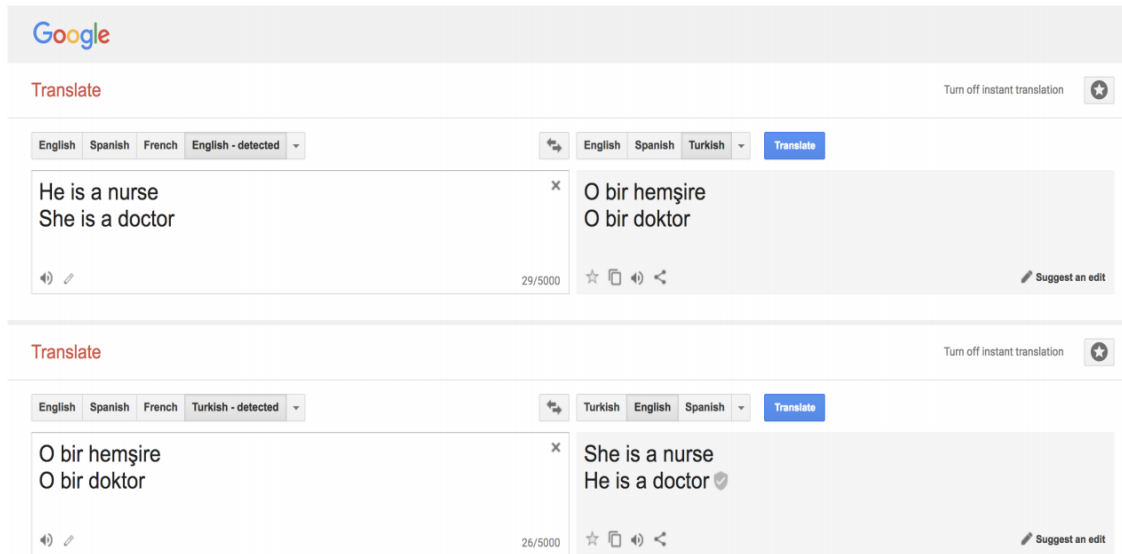 Google
Translate
Turn off instant translation
English Spanish French English - detected
English Spanish Turkish Translate
He is a nurse
She is a doctor
29/5000
O bir hemşire
O bir doktor
Suggest an edit
Translate
Turn off instant translation
English Spanish French Turkish - detected
Turkish English Spanish Translate
O bir hemşire
O bir doktor
26/5000
She is a nurse
He is a doctor
Suggest an edit